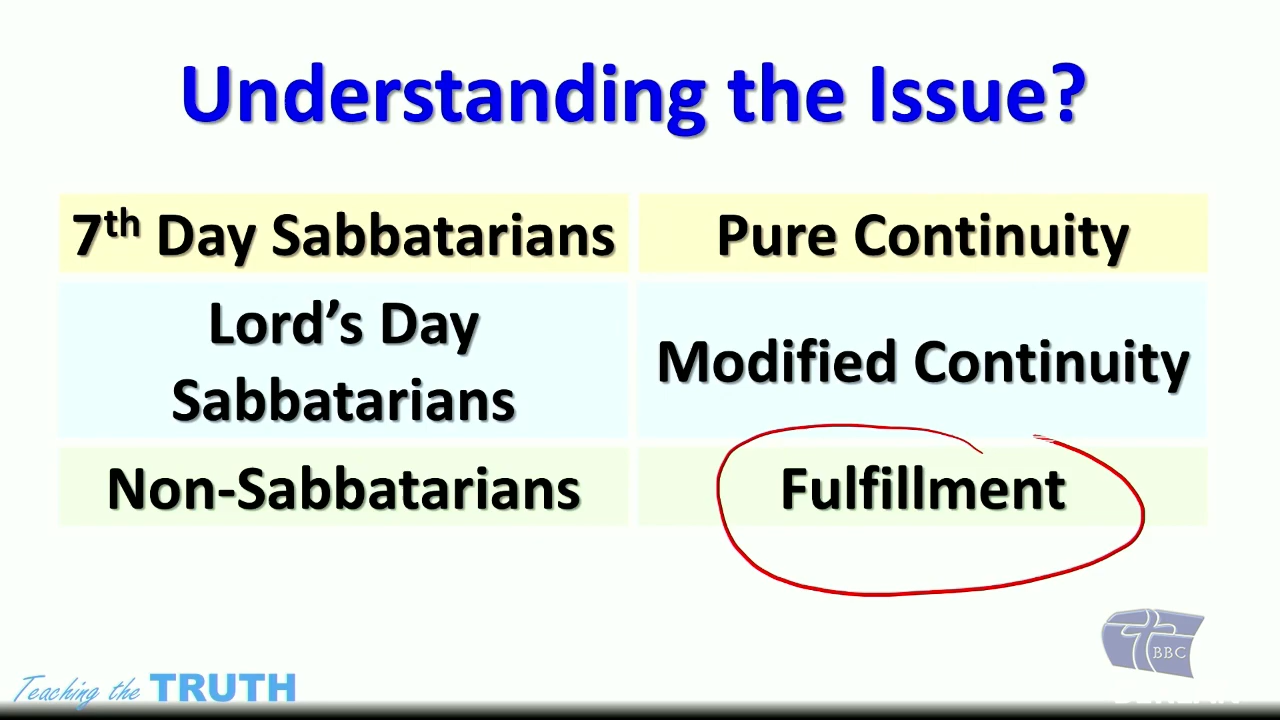 Understanding the Issue?
7th Day Sabbatarians
Pure Continuity
Lord's Day
Sabbatarians
Modified Continuity
Non-Sabbatarians
Fulfillment
BBC
Teaching the TRUTH